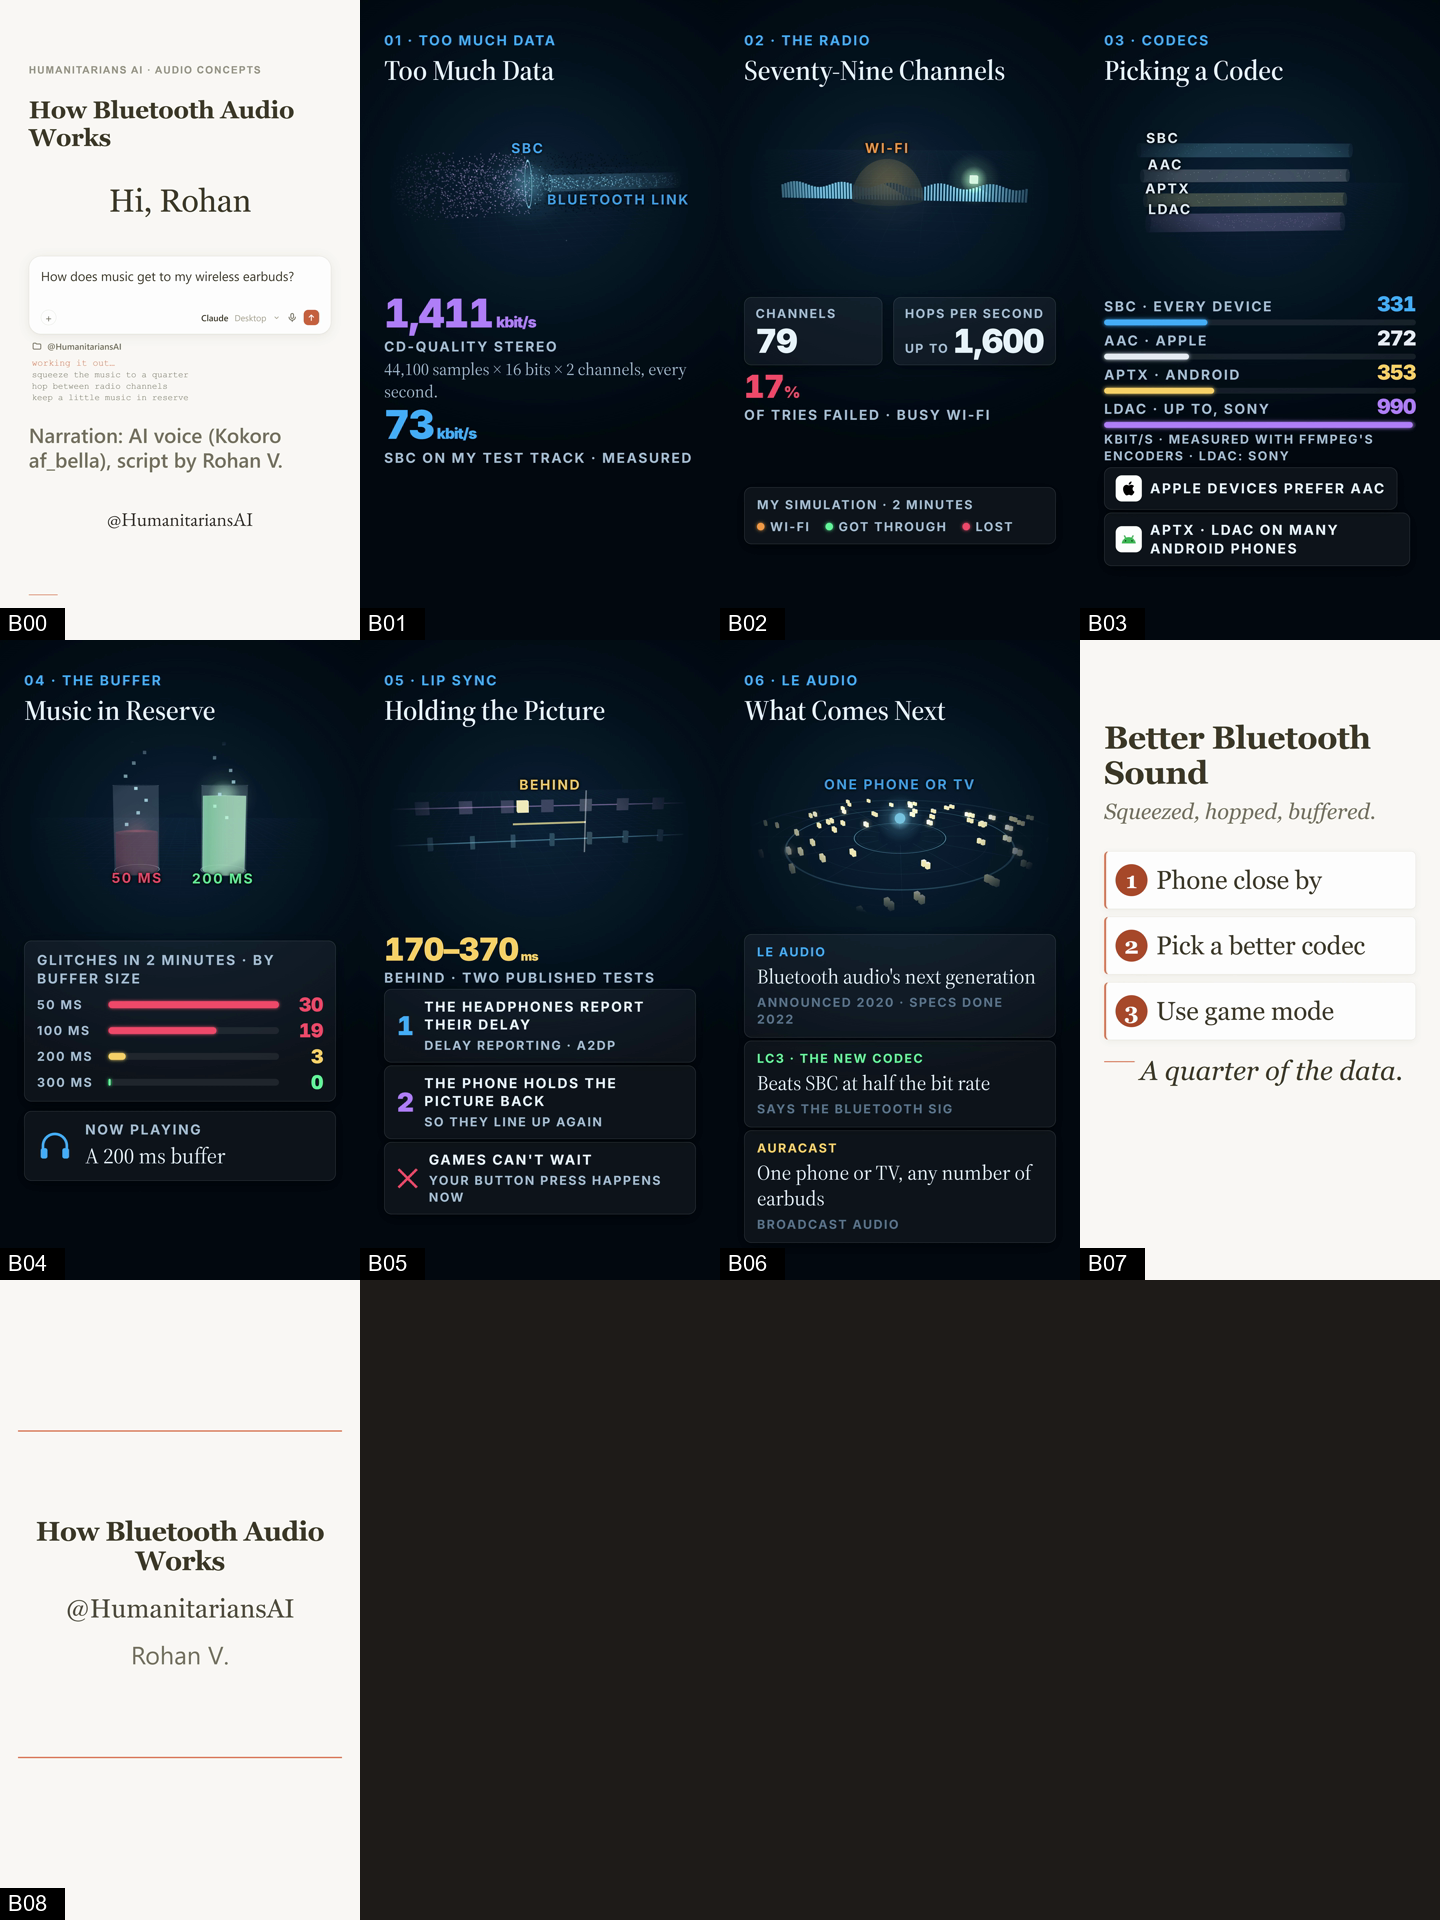 HUMANITARIANS AI · AUDIO CONCEPTS
How Bluetooth Audio
Works
Hi, Rohan
How does music get to my wireless earbuds?
+
Claude Desktop
@HumanitariansAI
working it out…
squeeze the music to a quarter
hop between radio channels
keep a little music in reserve
Narration: AI voice (Kokoro
af_bella), script by Rohan V.
@HumanitariansAI
B00
01 · TOO MUCH DATA
Too Much Data
SBC
BLUETOOTH LINK
1,411 kbit/s
CD-QUALITY STEREO
44,100 samples × 16 bits × 2 channels, every
second.
73 kbit/s
SBC ON MY TEST TRACK · MEASURED
B01
02 · THE RADIO
Seventy-Nine Channels
WI-FI
CHANNELS
79
HOPS PER SECOND
UP TO 1,600
17%
OF TRIES FAILED · BUSY WI-FI
MY SIMULATION · 2 MINUTES
WI-FI GOT THROUGH LOST
B02
03 · CODECS
Picking a Codec
SBC
AAC
APTX
LDAC
SBC · EVERY DEVICE 331
AAC · APPLE 272
APTX · ANDROID 353
LDAC · UP TO, SONY 990
KBIT/S · MEASURED WITH FFMPEG'S
ENCODERS · LDAC: SONY
APPLE DEVICES PREFER AAC
APTX · LDAC ON MANY
ANDROID PHONES
B03
04 · THE BUFFER
Music in Reserve
50 MS 200 MS
GLITCHES IN 2 MINUTES · BY
BUFFER SIZE
50 MS 30
100 MS 19
200 MS 3
300 MS 0
NOW PLAYING
A 200 ms buffer
B04
05 · LIP SYNC
Holding the Picture
BEHIND
170–370 ms
BEHIND · TWO PUBLISHED TESTS
1
THE HEADPHONES REPORT
THEIR DELAY
DELAY REPORTING · A2DP
2
THE PHONE HOLDS THE
PICTURE BACK
SO THEY LINE UP AGAIN
GAMES CAN'T WAIT
YOUR BUTTON PRESS HAPPENS
NOW
B05
06 · LE AUDIO
What Comes Next
ONE PHONE OR TV
LE AUDIO
Bluetooth audio's next generation
ANNOUNCED 2020 · SPECS DONE
2022
LC3 · THE NEW CODEC
Beats SBC at half the bit rate
SAYS THE BLUETOOTH SIG
AURACAST
One phone or TV, any number of
earbuds
BROADCAST AUDIO
B06
Better Bluetooth
Sound
Squeezed, hopped, buffered.
1 Phone close by
2 Pick a better codec
3 Use game mode
A quarter of the data.
B07
How Bluetooth Audio
Works
@HumanitariansAI
Rohan V.
B08